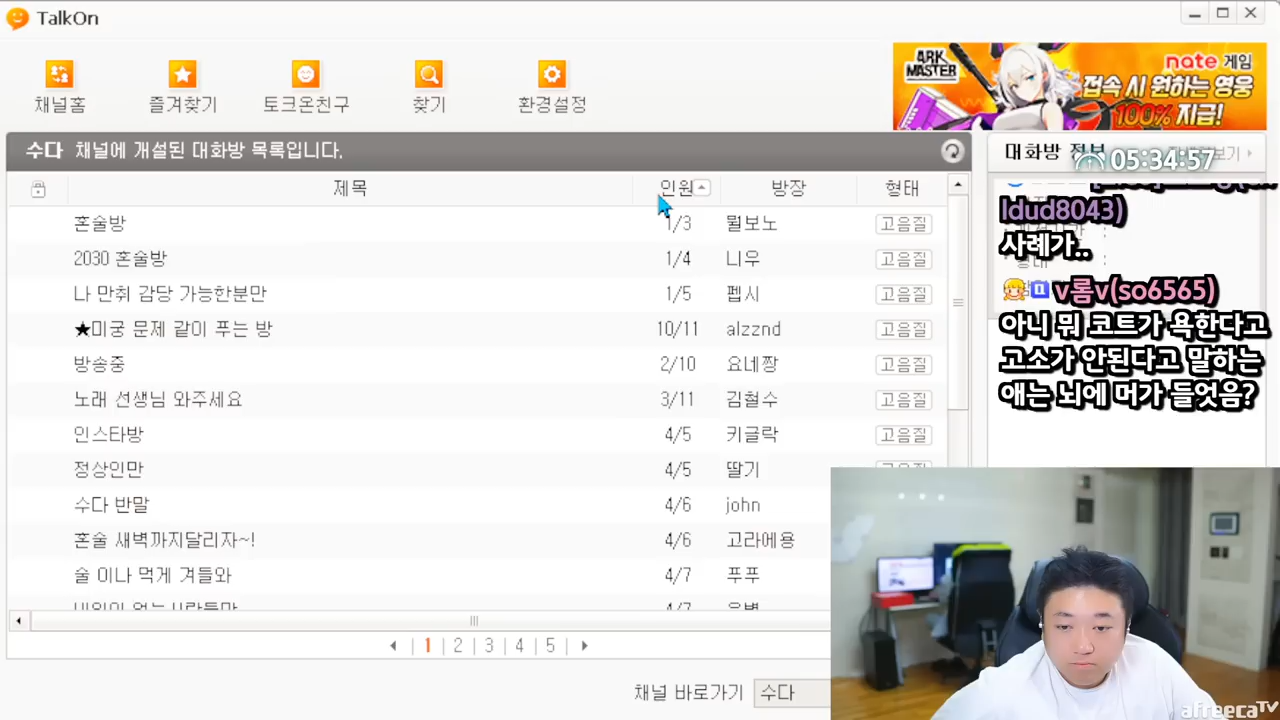 TalkOn
채널홈
즐겨찾기
토크온친구
찾기
환경설정
ARK MASTER
nate 게임
접속 시 원하는 영웅
100% 지급!
수다 채널에 개설된 대화방 목록입니다.
대화방 정보
05:34:57
제목 인원 방장 형태
혼술방 1/3 뭘보노 고음질
2030 혼술방 1/4 니우 고음질
나 만취 감당 가능한분만 1/5 펩시 고음질
★미궁 문제 같이 푸는 방 10/11 alzznd 고음질
방송중 2/10 요네짱 고음질
노래 선생님 와주세요 3/11 김철수 고음질
인스타방 4/5 키글락 고음질
정상인만 4/5 딸기
수다 반말 4/6 john
혼술 새벽까지달리자~! 4/6 고라에용
술 이나 먹게 겨들와 4/7 푸푸
4/7
1 2 3 4 5
채널 바로가기 수다
ldud8043)
사례가..
v롬v(so6565)
아니 뭐 코트가 욕한다고
고소가 안된다고 말하는
애는 뇌에 머가 들엇음?
afreecaTV